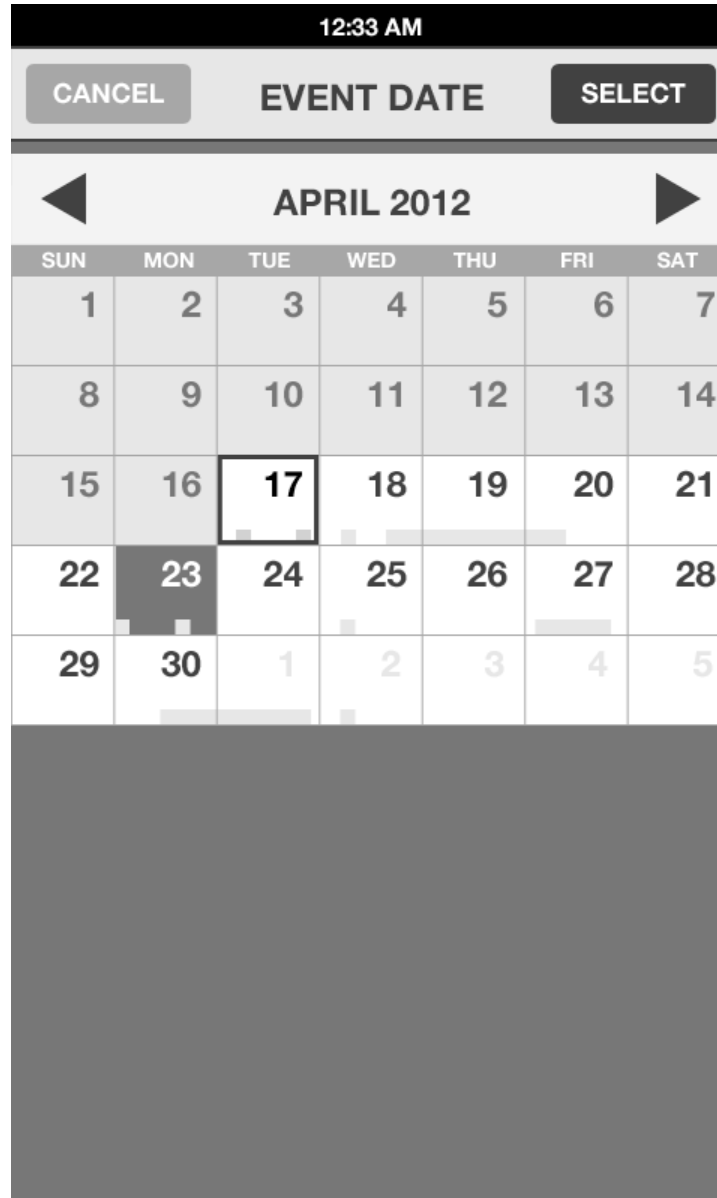 12:33 AM
CANCEL EVENT DATE SELECT
APRIL 2012
SUN MON TUE WED THU FRI SAT
1 2 3 4 5 6 7
8 9 10 11 12 13 14
15 16 17 18 19 20 21
22 23 24 25 26 27 28
29 30 1 2 3 4 5